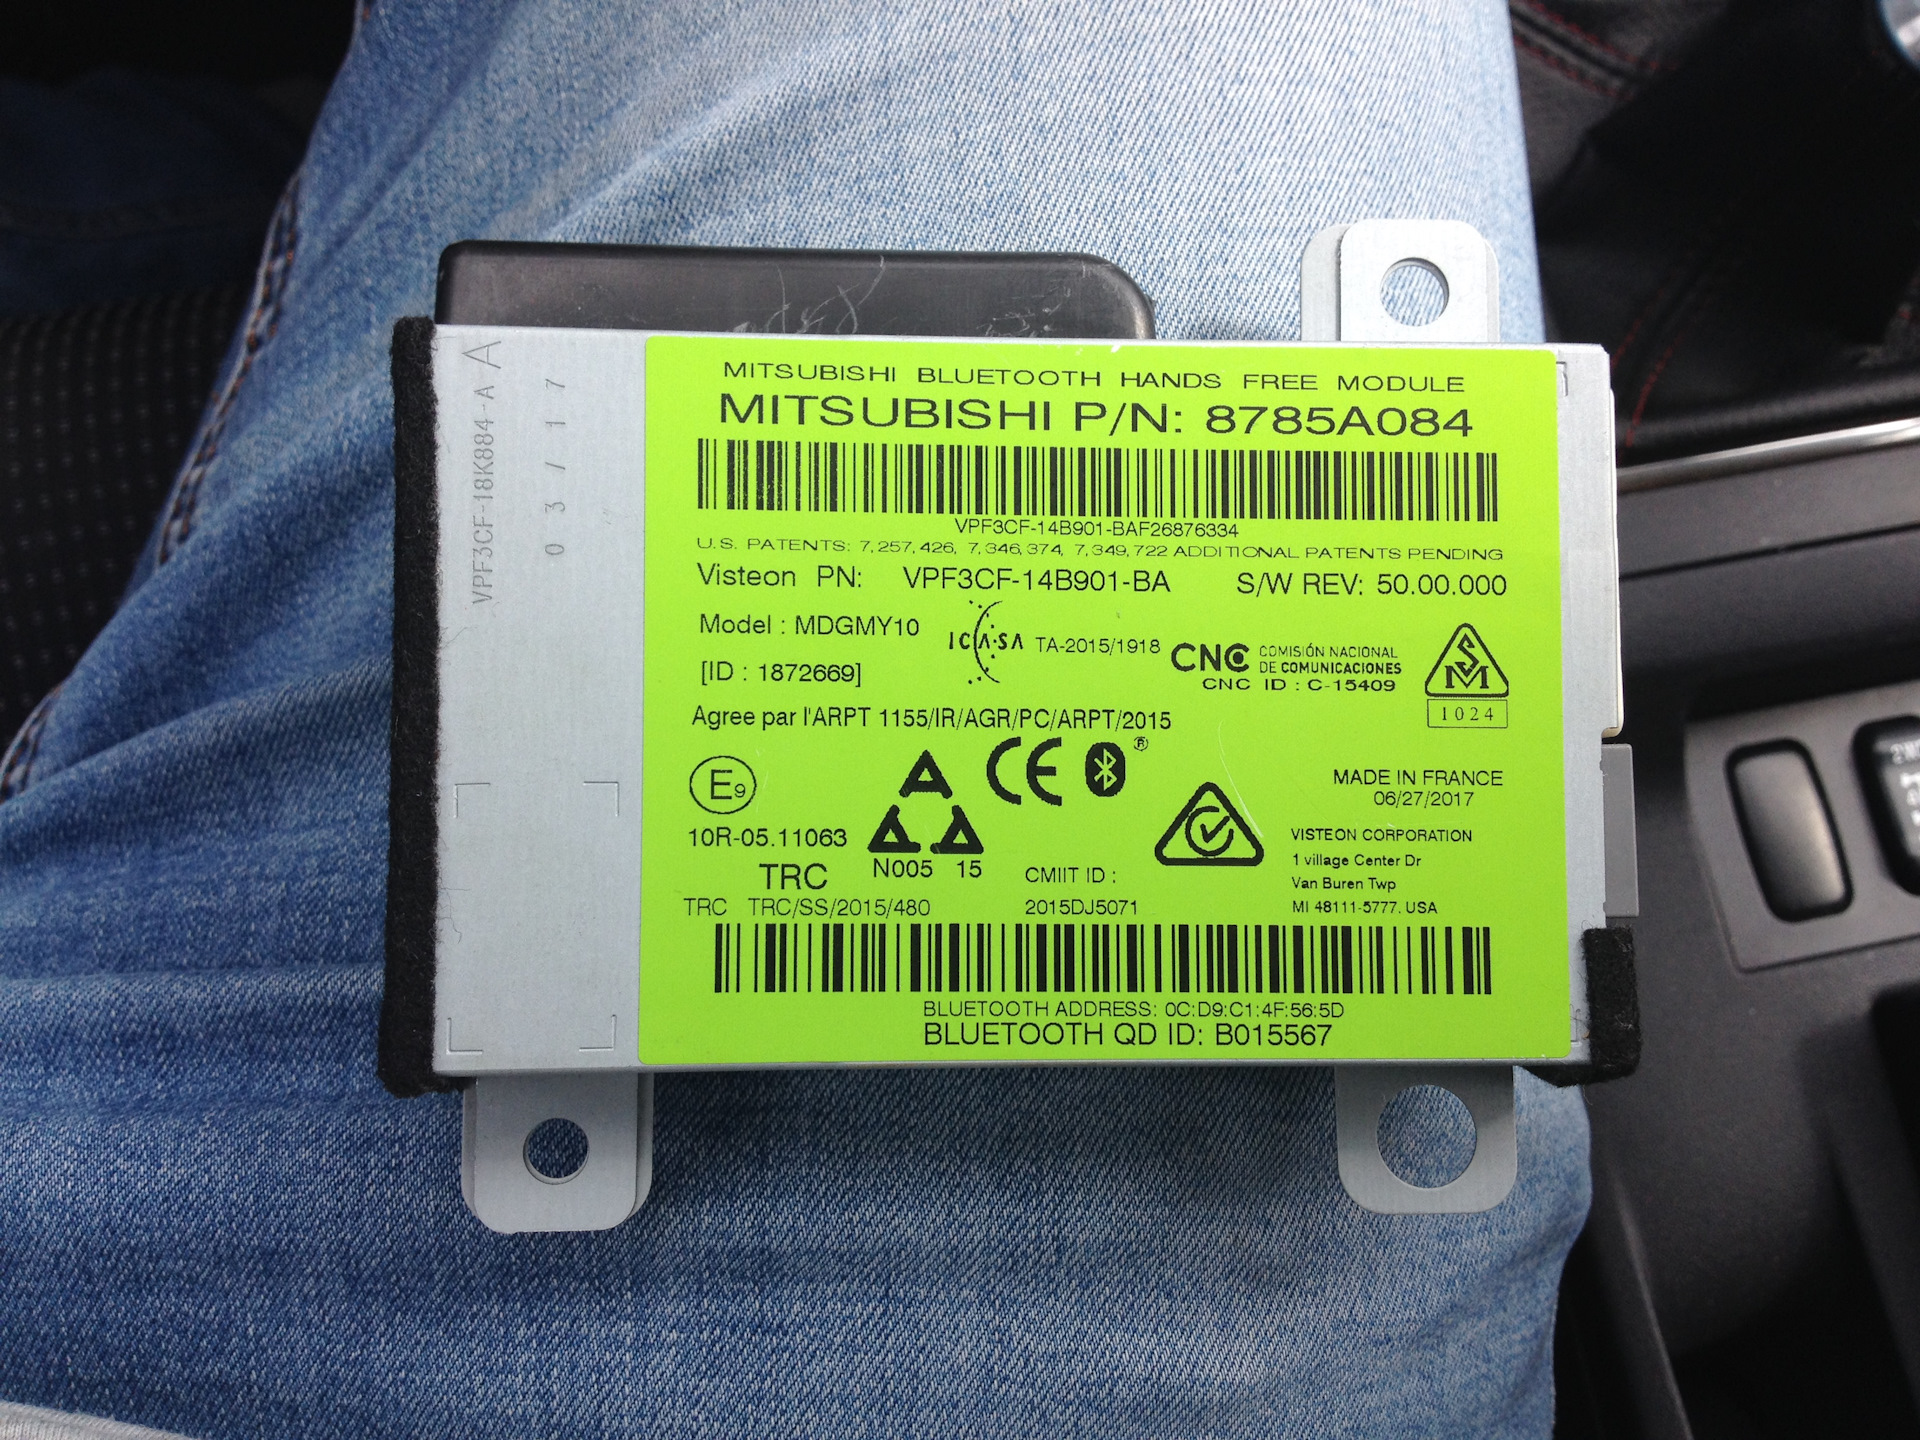 VPF3CF-18K884-A A
03/17
MITSUBISHI BLUETOOTH HANDS FREE MODULE
MITSUBISHI P/N: 8785A084
VPF3CF-14B901-BAF26876334
U.S. PATENTS: 7,257,426, 7,346,374, 7,349,722 ADDITIONAL PATENTS PENDING
Visteon PN: VPF3CF-14B901-BA S/W REV: 50.00.000
Model : MDGMY10
ICASA TA-2015/1918
CNC COMISIÓN NACIONAL
DE COMUNICACIONES
CNC ID : C-15409
SM
1024
[ID : 1872669]
Agree par l'ARPT 1155/IR/AGR/PC/ARPT/2015
E9
CE
®
10R-05.11063
N005 15
MADE IN FRANCE
06/27/2017
TRC
TRC TRC/SS/2015/480
CMIIT ID :
2015DJ5071
VISTEON CORPORATION
1 village Center Dr
Van Buren Twp
MI 48111-5777, USA
BLUETOOTH ADDRESS: 0C:D9:C1:4F:56:5D
BLUETOOTH QD ID: B015567